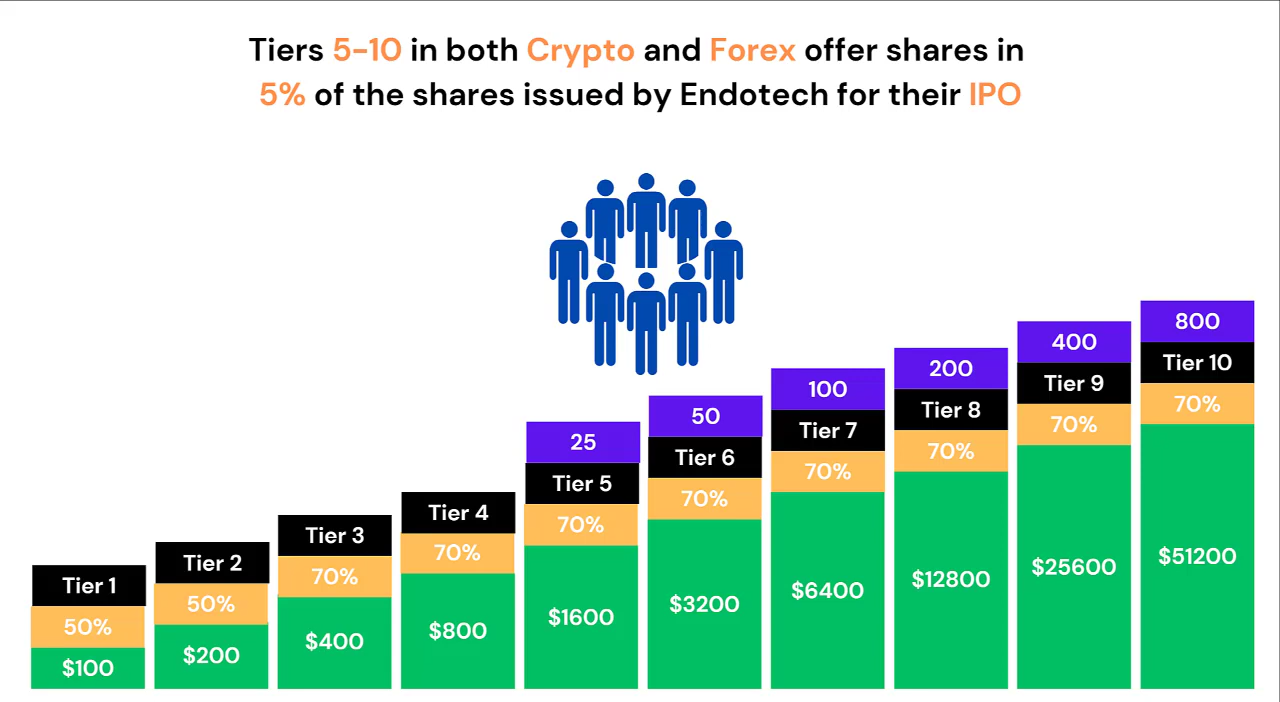 Tiers 5-10 in both Crypto and Forex offer shares in
5% of the shares issued by Endotech for their IPO
Tier 1
50%
$100
Tier 2
50%
$200
Tier 3
70%
$400
Tier 4
70%
$800
25
Tier 5
70%
$1600
50
Tier 6
70%
$3200
100
Tier 7
70%
$6400
200
Tier 8
70%
$12800
400
Tier 9
70%
$25600
800
Tier 10
70%
$51200